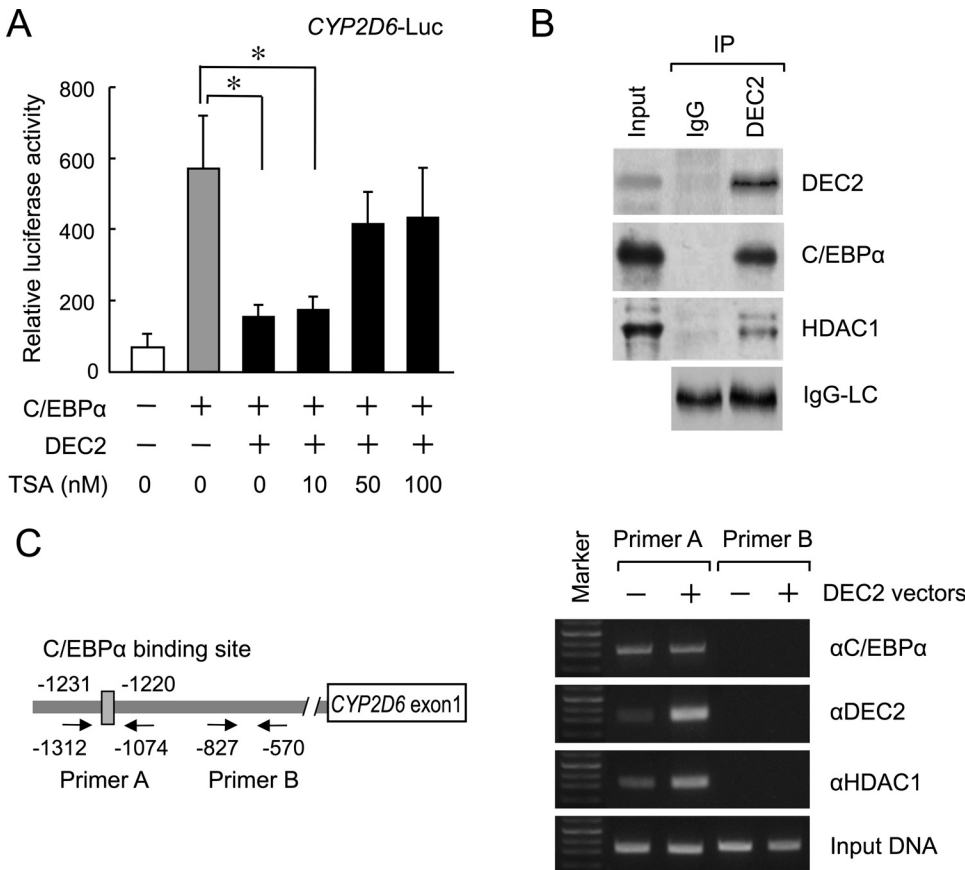 A
CYP2D6-Luc
* *
Relative luciferase activity
800
600
400
200
0
C/EBPα − + + + + +
DEC2 − − + + + +
TSA (nM) 0 0 0 10 50 100
B
IP
Input IgG DEC2
DEC2
C/EBPα
HDAC1
IgG-LC
C
C/EBPα binding site
-1231 -1220
CYP2D6 exon1
-1312 -1074 -827 -570
Primer A Primer B
Marker
Primer A Primer B
− + − + DEC2 vectors
αC/EBPα
αDEC2
αHDAC1
Input DNA